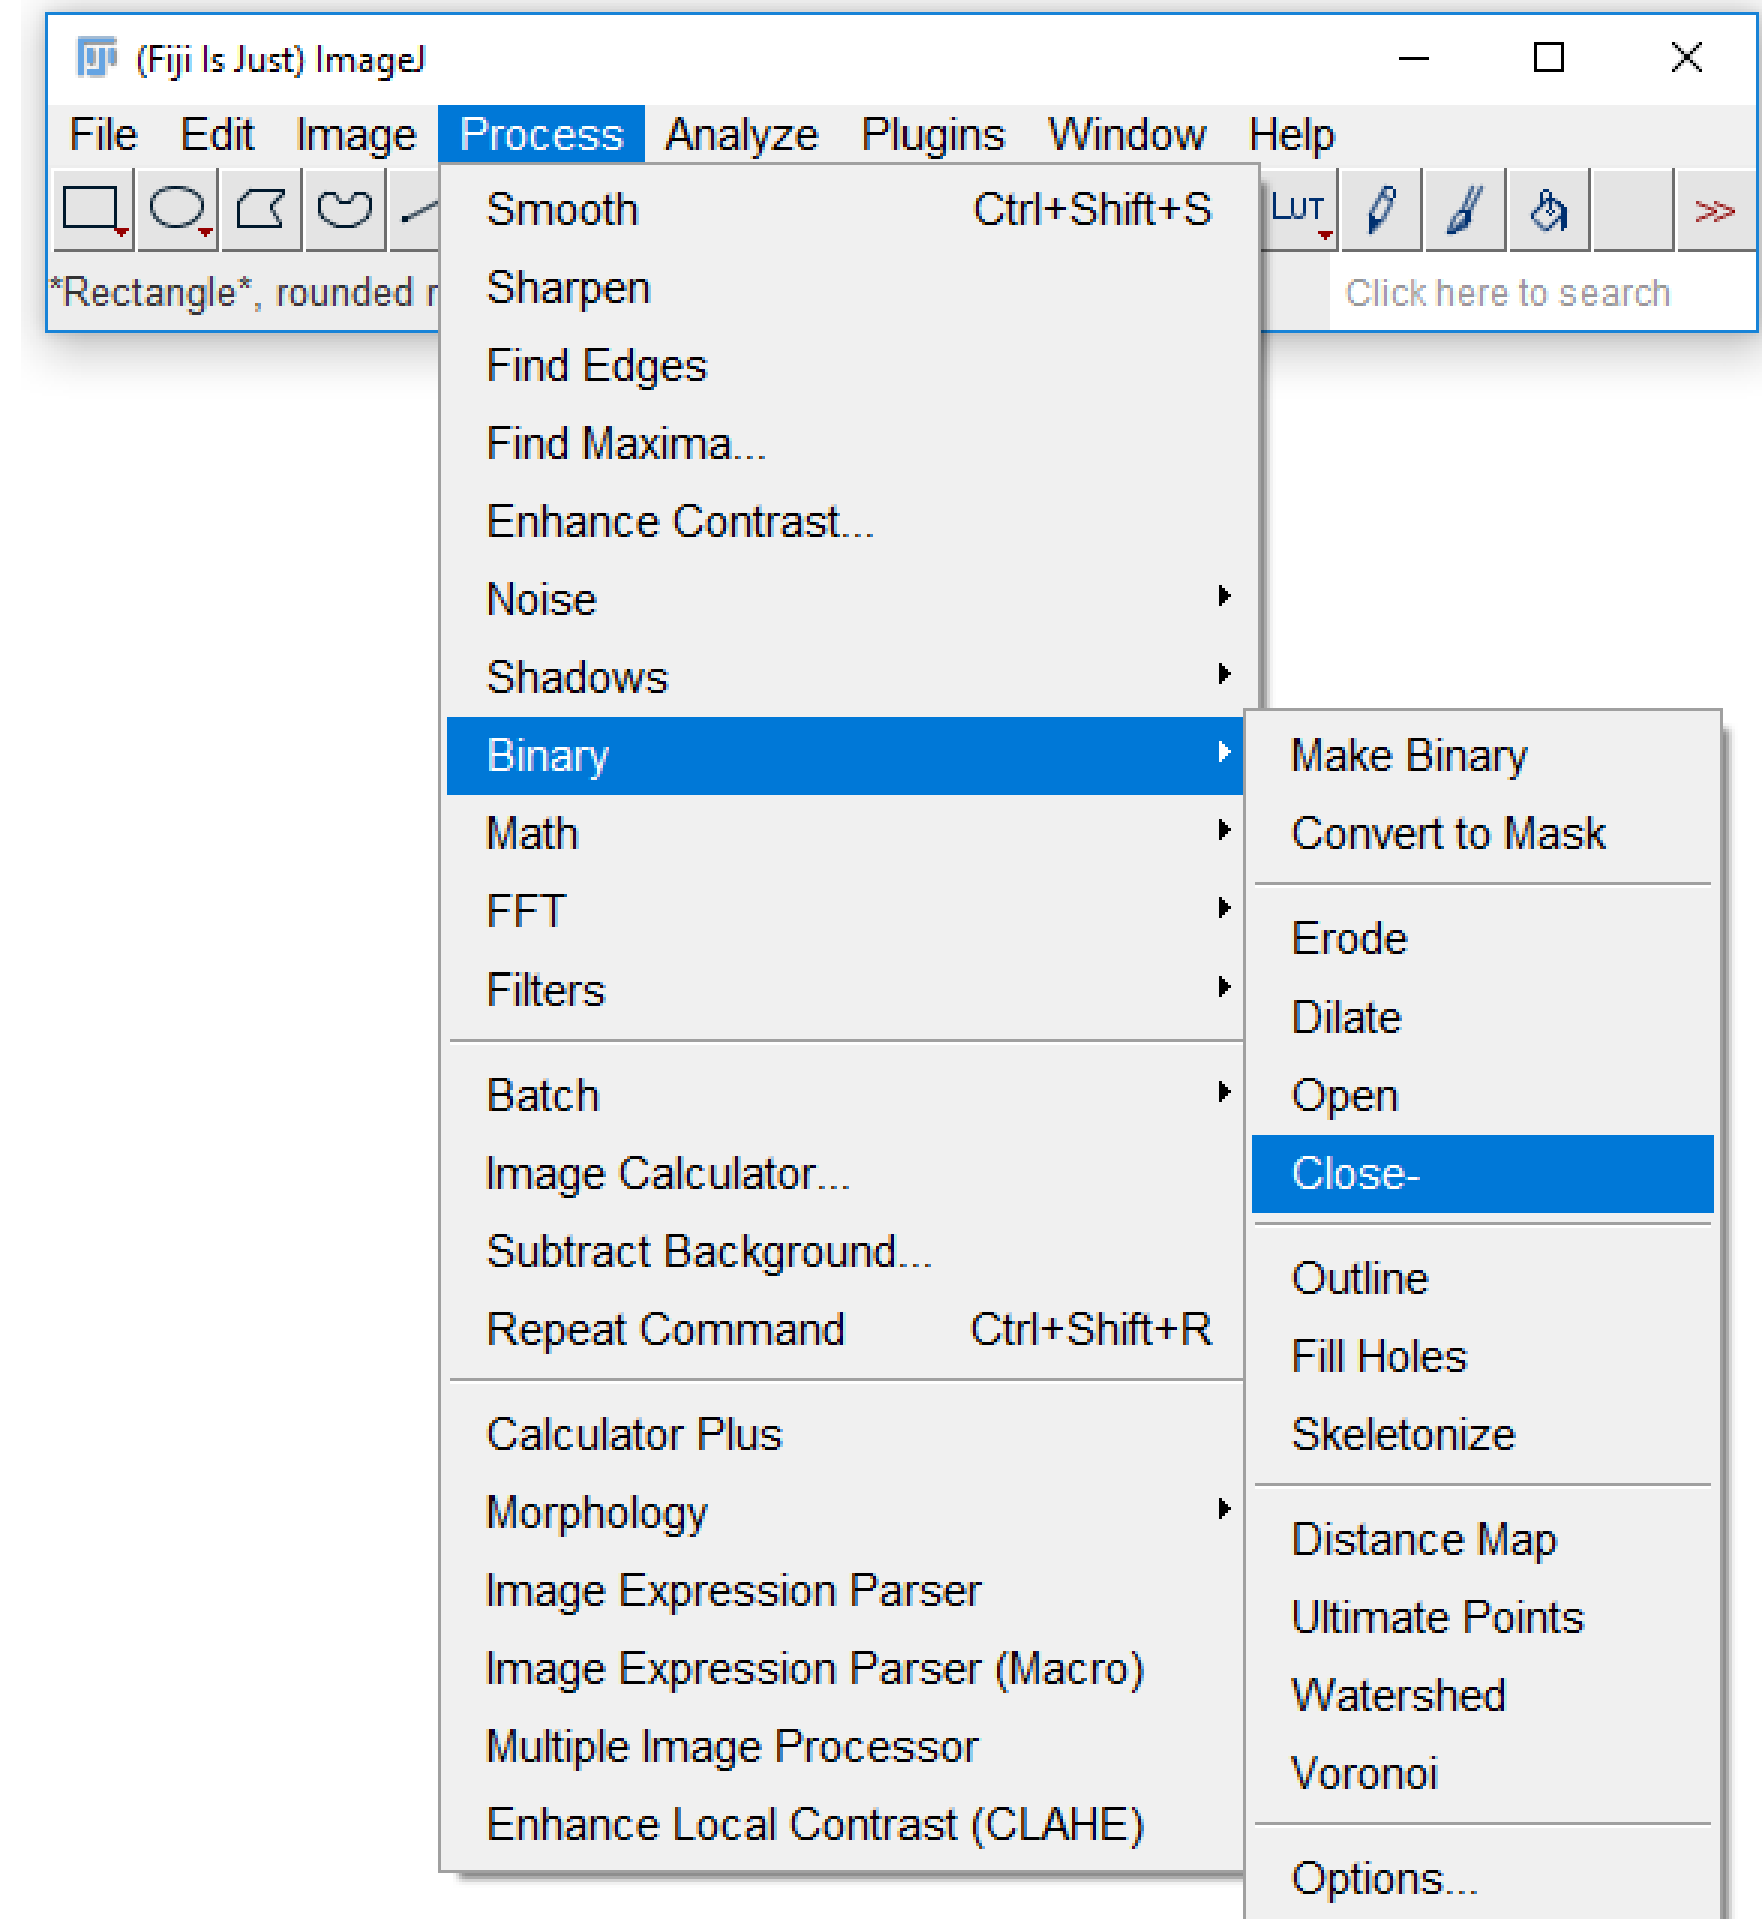 (Fiji Is Just) ImageJ
File Edit Image Process Analyze Plugins Window Help
LUT >>
*Rectangle*, rounded r
Click here to search
Smooth Ctrl+Shift+S
Sharpen
Find Edges
Find Maxima...
Enhance Contrast...
Noise
Shadows
Binary
Math
FFT
Filters
Batch
Image Calculator...
Subtract Background...
Repeat Command Ctrl+Shift+R
Calculator Plus
Morphology
Image Expression Parser
Image Expression Parser (Macro)
Multiple Image Processor
Enhance Local Contrast (CLAHE)
Make Binary
Convert to Mask
Erode
Dilate
Open
Close-
Outline
Fill Holes
Skeletonize
Distance Map
Ultimate Points
Watershed
Voronoi
Options...